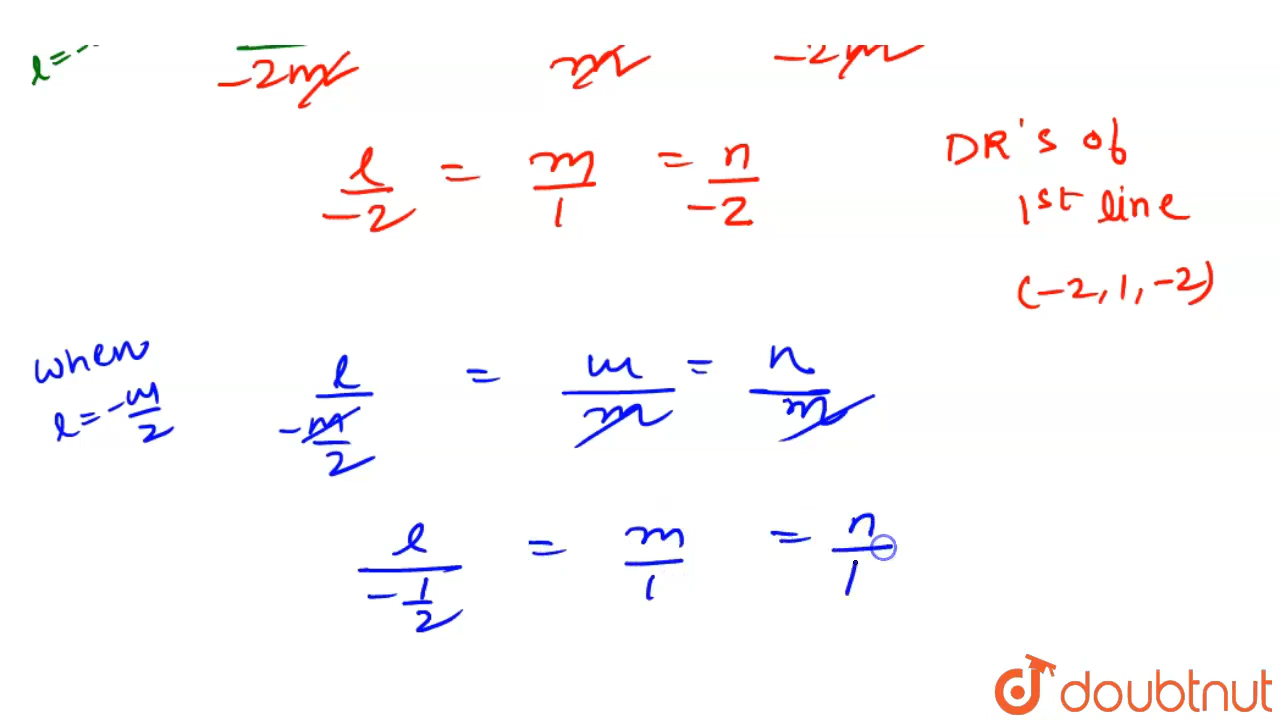 l = -
-2m m -2m
l/-2 = m/1 = n/-2
DR's of
1st line
(-2, 1, -2)
when
l = -m/2
l/(-m/2) = m/m = n/m
l/(-1/2) = m/1 = n/1
doubtnut